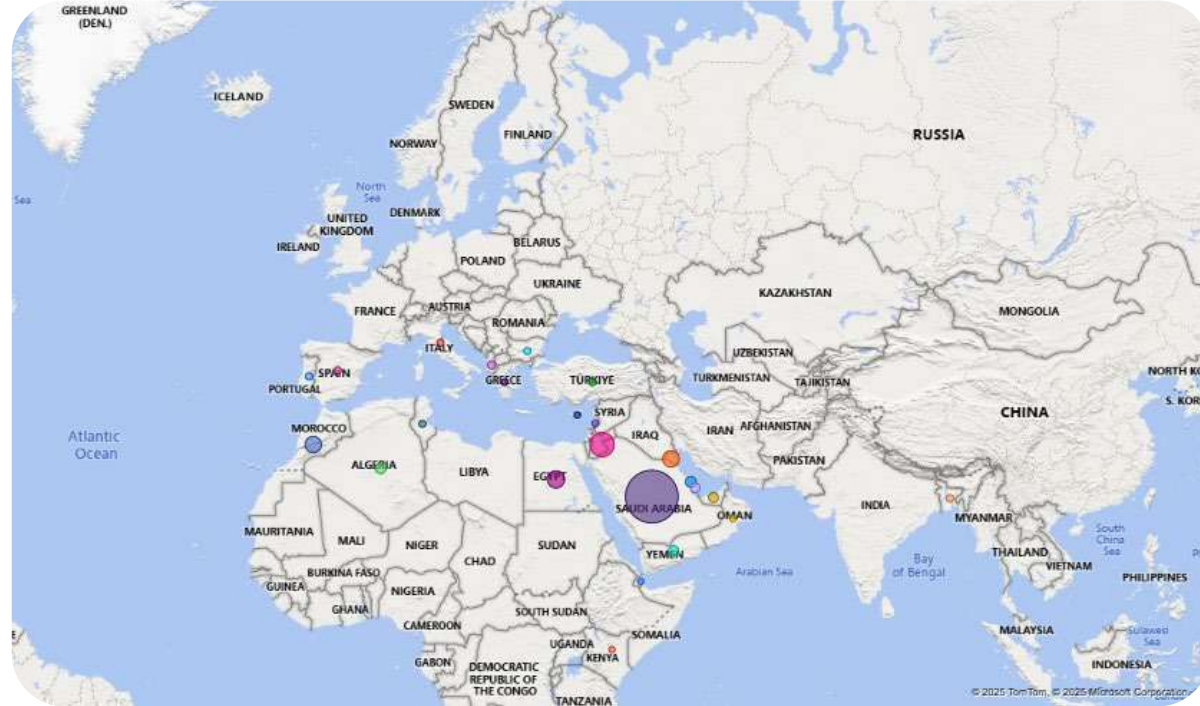 GREENLAND
(DEN.)
ICELAND
SWEDEN
FINLAND
NORWAY
RUSSIA
North
Sea
Sea
DENMARK
UNITED
KINGDOM
IRELAND
BELARUS
POLAND
UKRAINE
KAZAKHSTAN
FRANCE
AUSTRIA
MONGOLIA
ROMANIA
ITALY
UZBEKISTAN
SPAIN
GREECE
TÜRKİYE
TURKMENISTAN
TAJIKISTAN
NORTH KO
PORTUGAL
S. KOR
SYRIA
CHINA
MOROCCO
IRAN
AFGHANISTAN
IRAQ
Atlantic
Ocean
ALGERIA
LIBYA
EGYPT
PAKISTAN
INDIA
SAUDI ARABIA
OMAN
MYANMAR
MAURITANIA
MALI
NIGER
SUDAN
YEMEN
South
China
Sea
THAILAND
CHAD
Bay
of Bengal
VIETNAM
BURKINA FASO
Arabian Sea
PHILIPPINES
GUINEA
NIGERIA
GHANA
SOUTH SUDAN
CAMEROON
SOMALIA
MALAYSIA
Sulawesi
Sea
UGANDA
KENYA
GABON
DEMOCRATIC
REPUBLIC OF
THE CONGO
INDONESIA
TANZANIA
© 2025 TomTom, © 2025 Microsoft Corporation